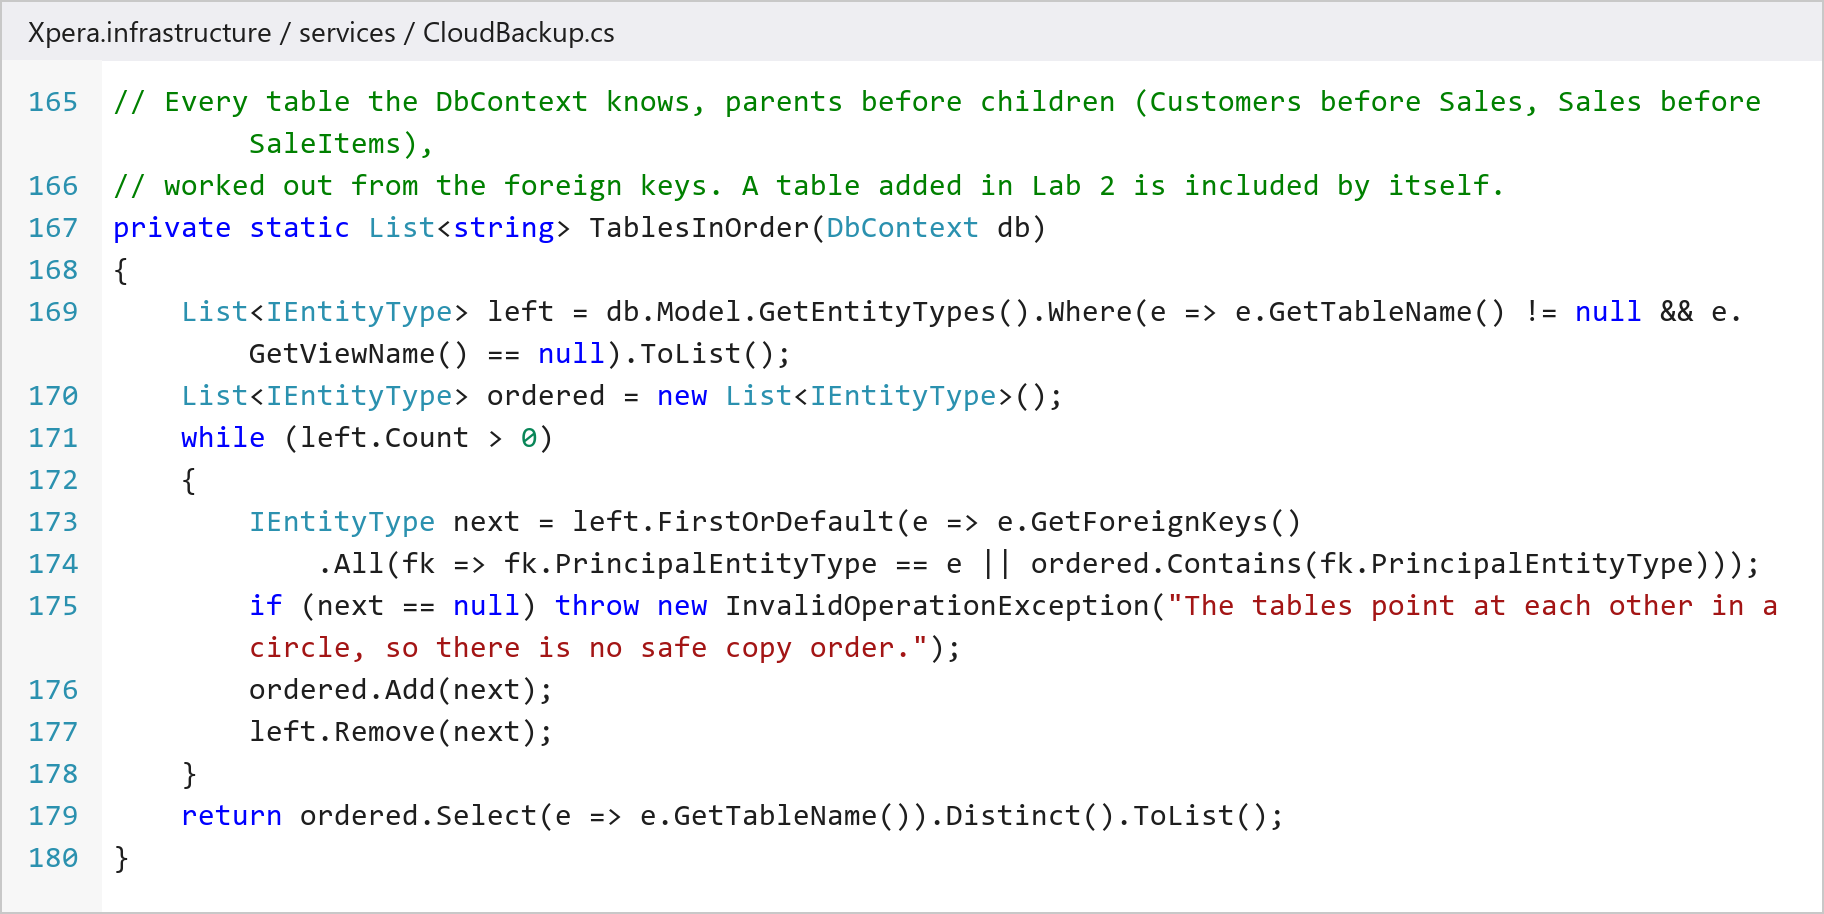 Xpera.infrastructure / services / CloudBackup.cs
165 // Every table the DbContext knows, parents before children (Customers before Sales, Sales before
SaleItems),
166 // worked out from the foreign keys. A table added in Lab 2 is included by itself.
167 private static List<string> TablesInOrder(DbContext db)
168 {
169 List<IEntityType> left = db.Model.GetEntityTypes().Where(e => e.GetTableName() != null && e.
GetViewName() == null).ToList();
170 List<IEntityType> ordered = new List<IEntityType>();
171 while (left.Count > 0)
172 {
173 IEntityType next = left.FirstOrDefault(e => e.GetForeignKeys()
174 .All(fk => fk.PrincipalEntityType == e || ordered.Contains(fk.PrincipalEntityType)));
175 if (next == null) throw new InvalidOperationException("The tables point at each other in a
circle, so there is no safe copy order.");
176 ordered.Add(next);
177 left.Remove(next);
178 }
179 return ordered.Select(e => e.GetTableName()).Distinct().ToList();
180 }